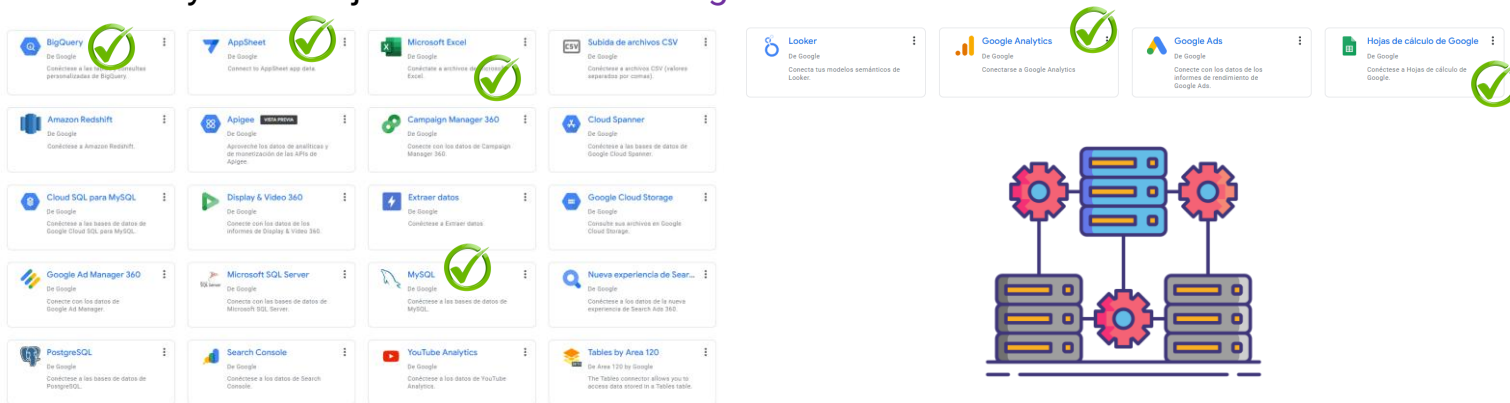 BigQuery
De Google
Conéctese a las tablas y consultas
personalizadas de BigQuery.
AppSheet
De Google
Connect to AppSheet app data.
Microsoft Excel
De Google
Conéctate a archivos de Microsoft
Excel.
CSV
Subida de archivos CSV
De Google
Conéctese a archivos CSV (valores
separados por comas).
Looker
De Google
Conecta tus modelos semánticos de
Looker.
Google Analytics
De Google
Conectarse a Google Analytics
Google Ads
De Google
Conecte con los datos de los
informes de rendimiento de
Google Ads.
Hojas de cálculo de Google
De Google
Conéctese a Hojas de cálculo de
Google.
Amazon Redshift
De Google
Conéctese a Amazon Redshift.
Apigee VISTA PREVIA
De Google
Aproveche los datos de analíticas y
de monetización de las APIs de
Apigee
Campaign Manager 360
De Google
Conecte con los datos de Campaign
Manager 360.
Cloud Spanner
De Google
Conéctese a las bases de datos de
Google Cloud Spanner.
Cloud SQL para MySQL
De Google
Conéctese a las bases de datos de
Google Cloud SQL para MySQL.
Display & Video 360
De Google
Conecte con los datos de los
informes de Display & Video 360.
Extraer datos
De Google
Conéctese a Extraer datos
Google Cloud Storage
De Google
Consulte sus archivos en Google
Cloud Storage.
Google Ad Manager 360
De Google
Conecte con los datos de
Google Ad Manager.
SQL Server
Microsoft SQL Server
De Google
Conecta con las bases de datos de
Microsoft SQL Server.
MySQL
De Google
Conéctese a las bases de datos de
MySQL.
Nueva experiencia de Sear...
De Google
Conéctese a los datos de la nueva
experiencia de Search Ads 360.
PostgreSQL
De Google
Conéctese a las bases de datos de
PostgreSQL.
Search Console
De Google
Conéctese a los datos de Search
Console.
YouTube Analytics
De Google
Conéctese a los datos de YouTube
Analytics.
Tables by Area 120
De Area 120 by Google
The Tables connector allows you to
access data stored in a Tables table.